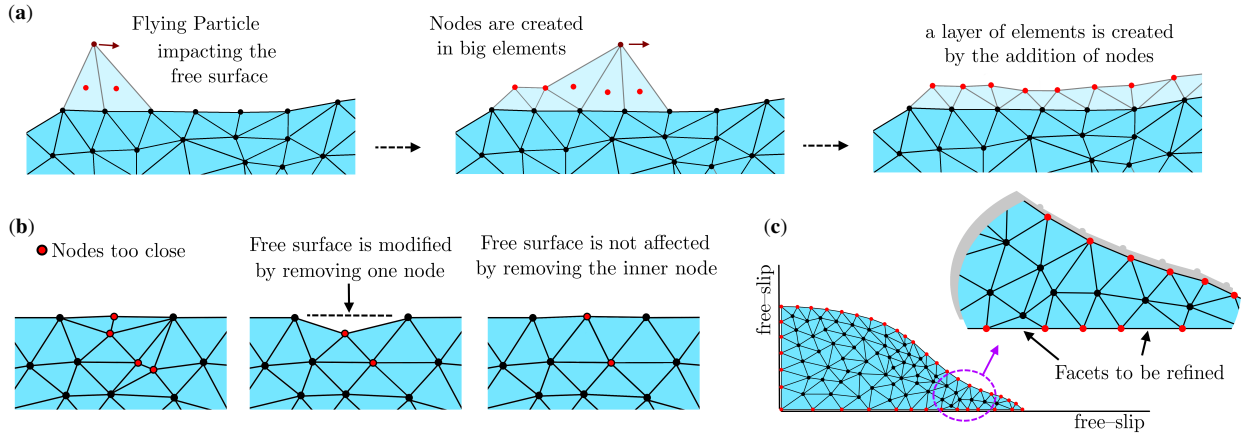 (a)
Flying Particle
impacting the
free surface
Nodes are created
in big elements
a layer of elements is created
by the addition of nodes
(b)
Nodes too close
Free surface is modified
by removing one node
Free surface is not affected
by removing the inner node
(c)
free–slip
free–slip
Facets to be refined